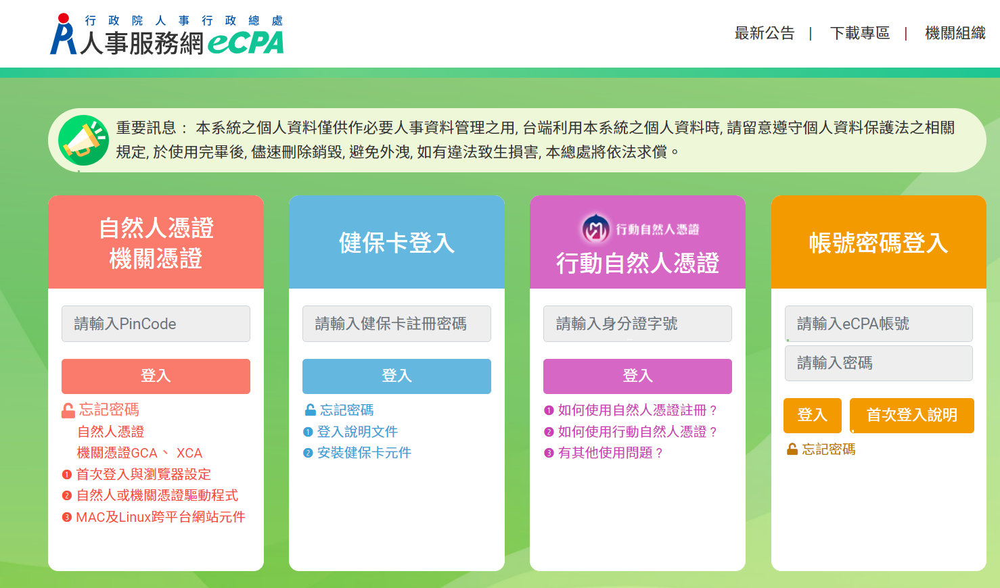 行政院人事行政總處
人事服務網eCPA
最新公告 | 下載專區 | 機關組織
重要訊息： 本系統之個人資料僅供作必要人事資料管理之用, 台端利用本系統之個人資料時, 請留意遵守個人資料保護法之相關
規定, 於使用完畢後, 儘速刪除銷毀, 避免外洩, 如有違法致生損害, 本總處將依法求償。
自然人憑證
機關憑證
請輸入PinCode
登入
忘記密碼
自然人憑證
機關憑證GCA、 XCA
❶ 首次登入與瀏覽器設定
❷ 自然人或機關憑證驅動程式
❸ MAC及Linux跨平台網站元件
健保卡登入
請輸入健保卡註冊密碼
登入
忘記密碼
❶ 登入說明文件
❷ 安裝健保卡元件
行動自然人憑證
行動自然人憑證
請輸入身分證字號
登入
❶ 如何使用自然人憑證註冊？
❷ 如何使用行動自然人憑證？
❸ 有其他使用問題？
帳號密碼登入
請輸入eCPA帳號
請輸入密碼
登入 首次登入說明
忘記密碼